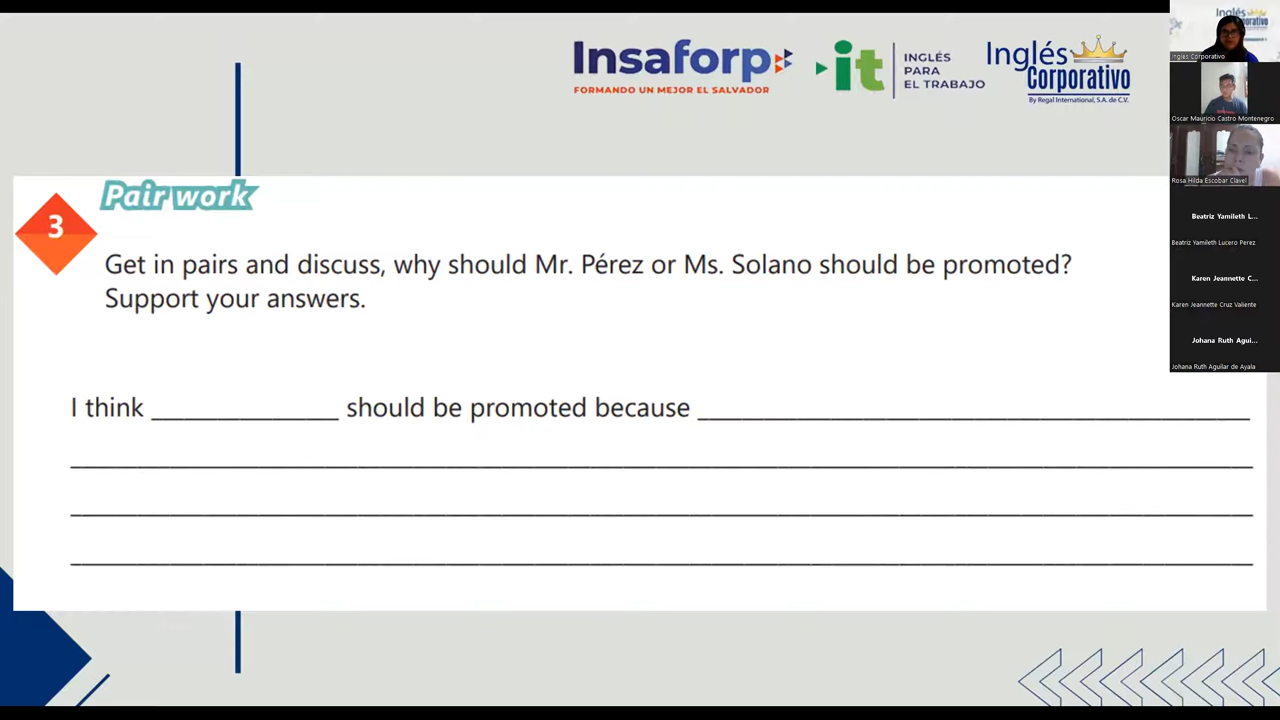 Insaforp
FORMANDO UN MEJOR EL SALVADOR
it
INGLÉS
PARA
EL TRABAJO
Inglés
Corporativo
By Regal International, S.A. de C.V.
Pair work
3
Get in pairs and discuss, why should Mr. Pérez or Ms. Solano should be promoted?
Support your answers.
I think ______________ should be promoted because
Inglés Corporativo
Oscar Mauricio Castro Montenegro
Rosa Hilda Escobar Clavel
Beatriz Yamileth L...
Beatriz Yamileth Lucero Perez
Karen Jeannette C...
Karen Jeannette Cruz Valiente
Johana Ruth Agui...
Johana Ruth Aguilar de Ayala